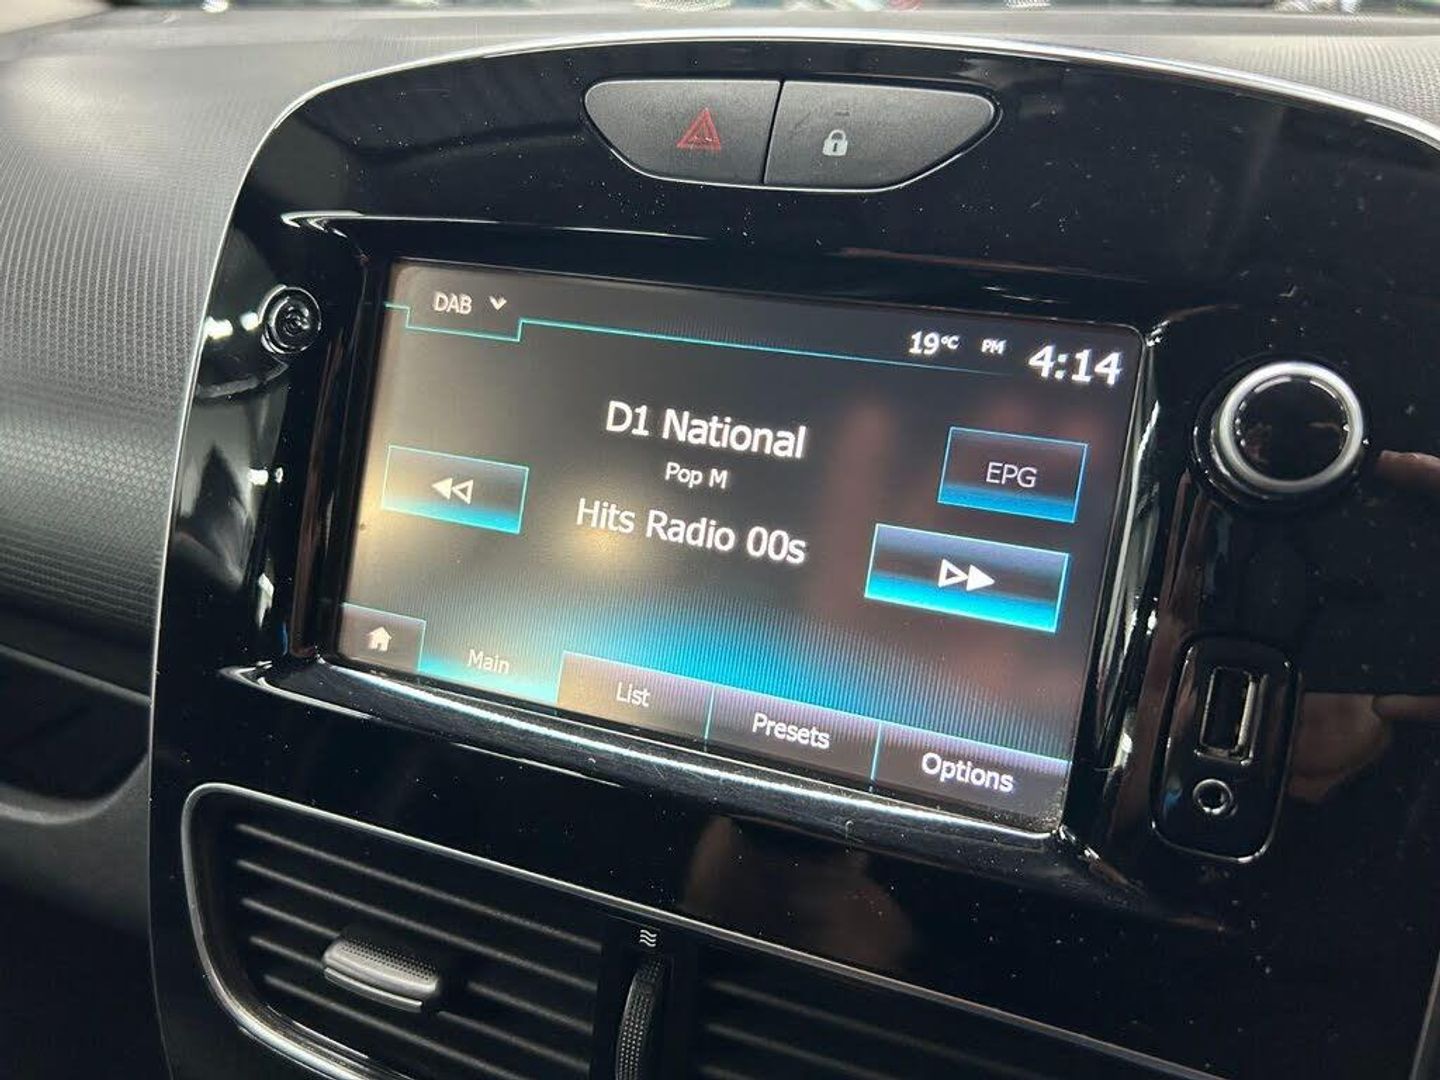 DAB
19°C PM 4:14
D1 National
Pop M
Hits Radio 00s
EPG
Main
List
Presets
Options